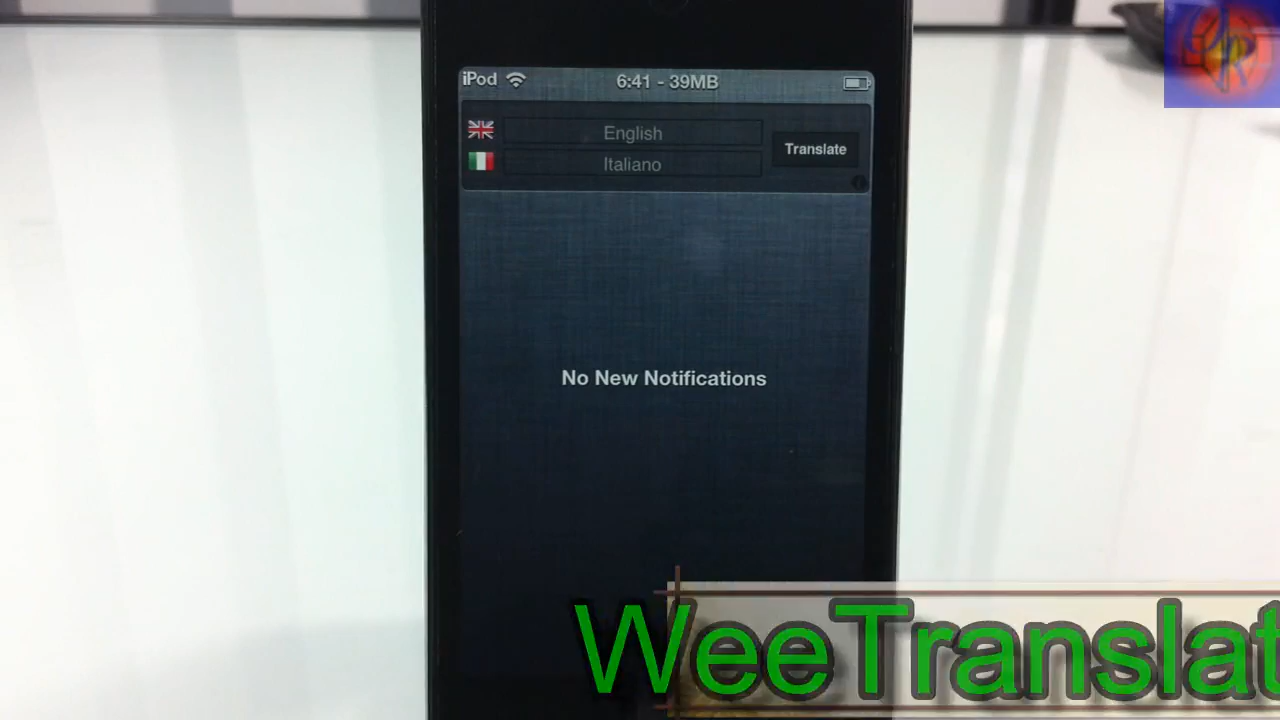 iPod 6:41 - 39MB
English
Italiano
Translate
No New Notifications
WeeTranslat